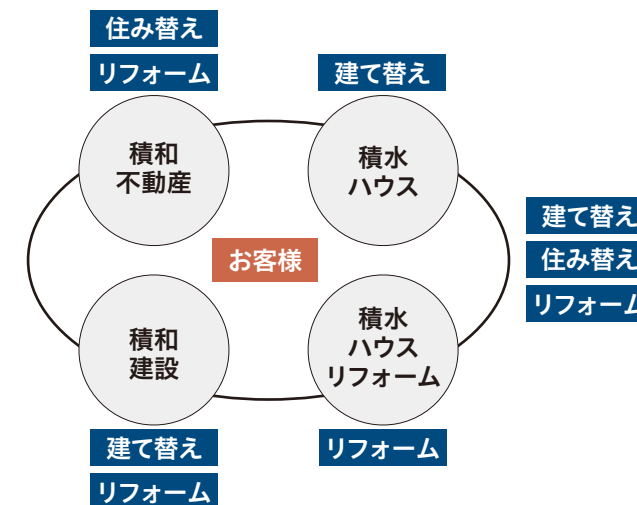 住み替え
リフォーム
建て替え
積和
不動産
積水
ハウス
建て替え
住み替え
リフォーム
お客様
積和
建設
積水
ハウス
リフォーム
建て替え
リフォーム
リフォーム